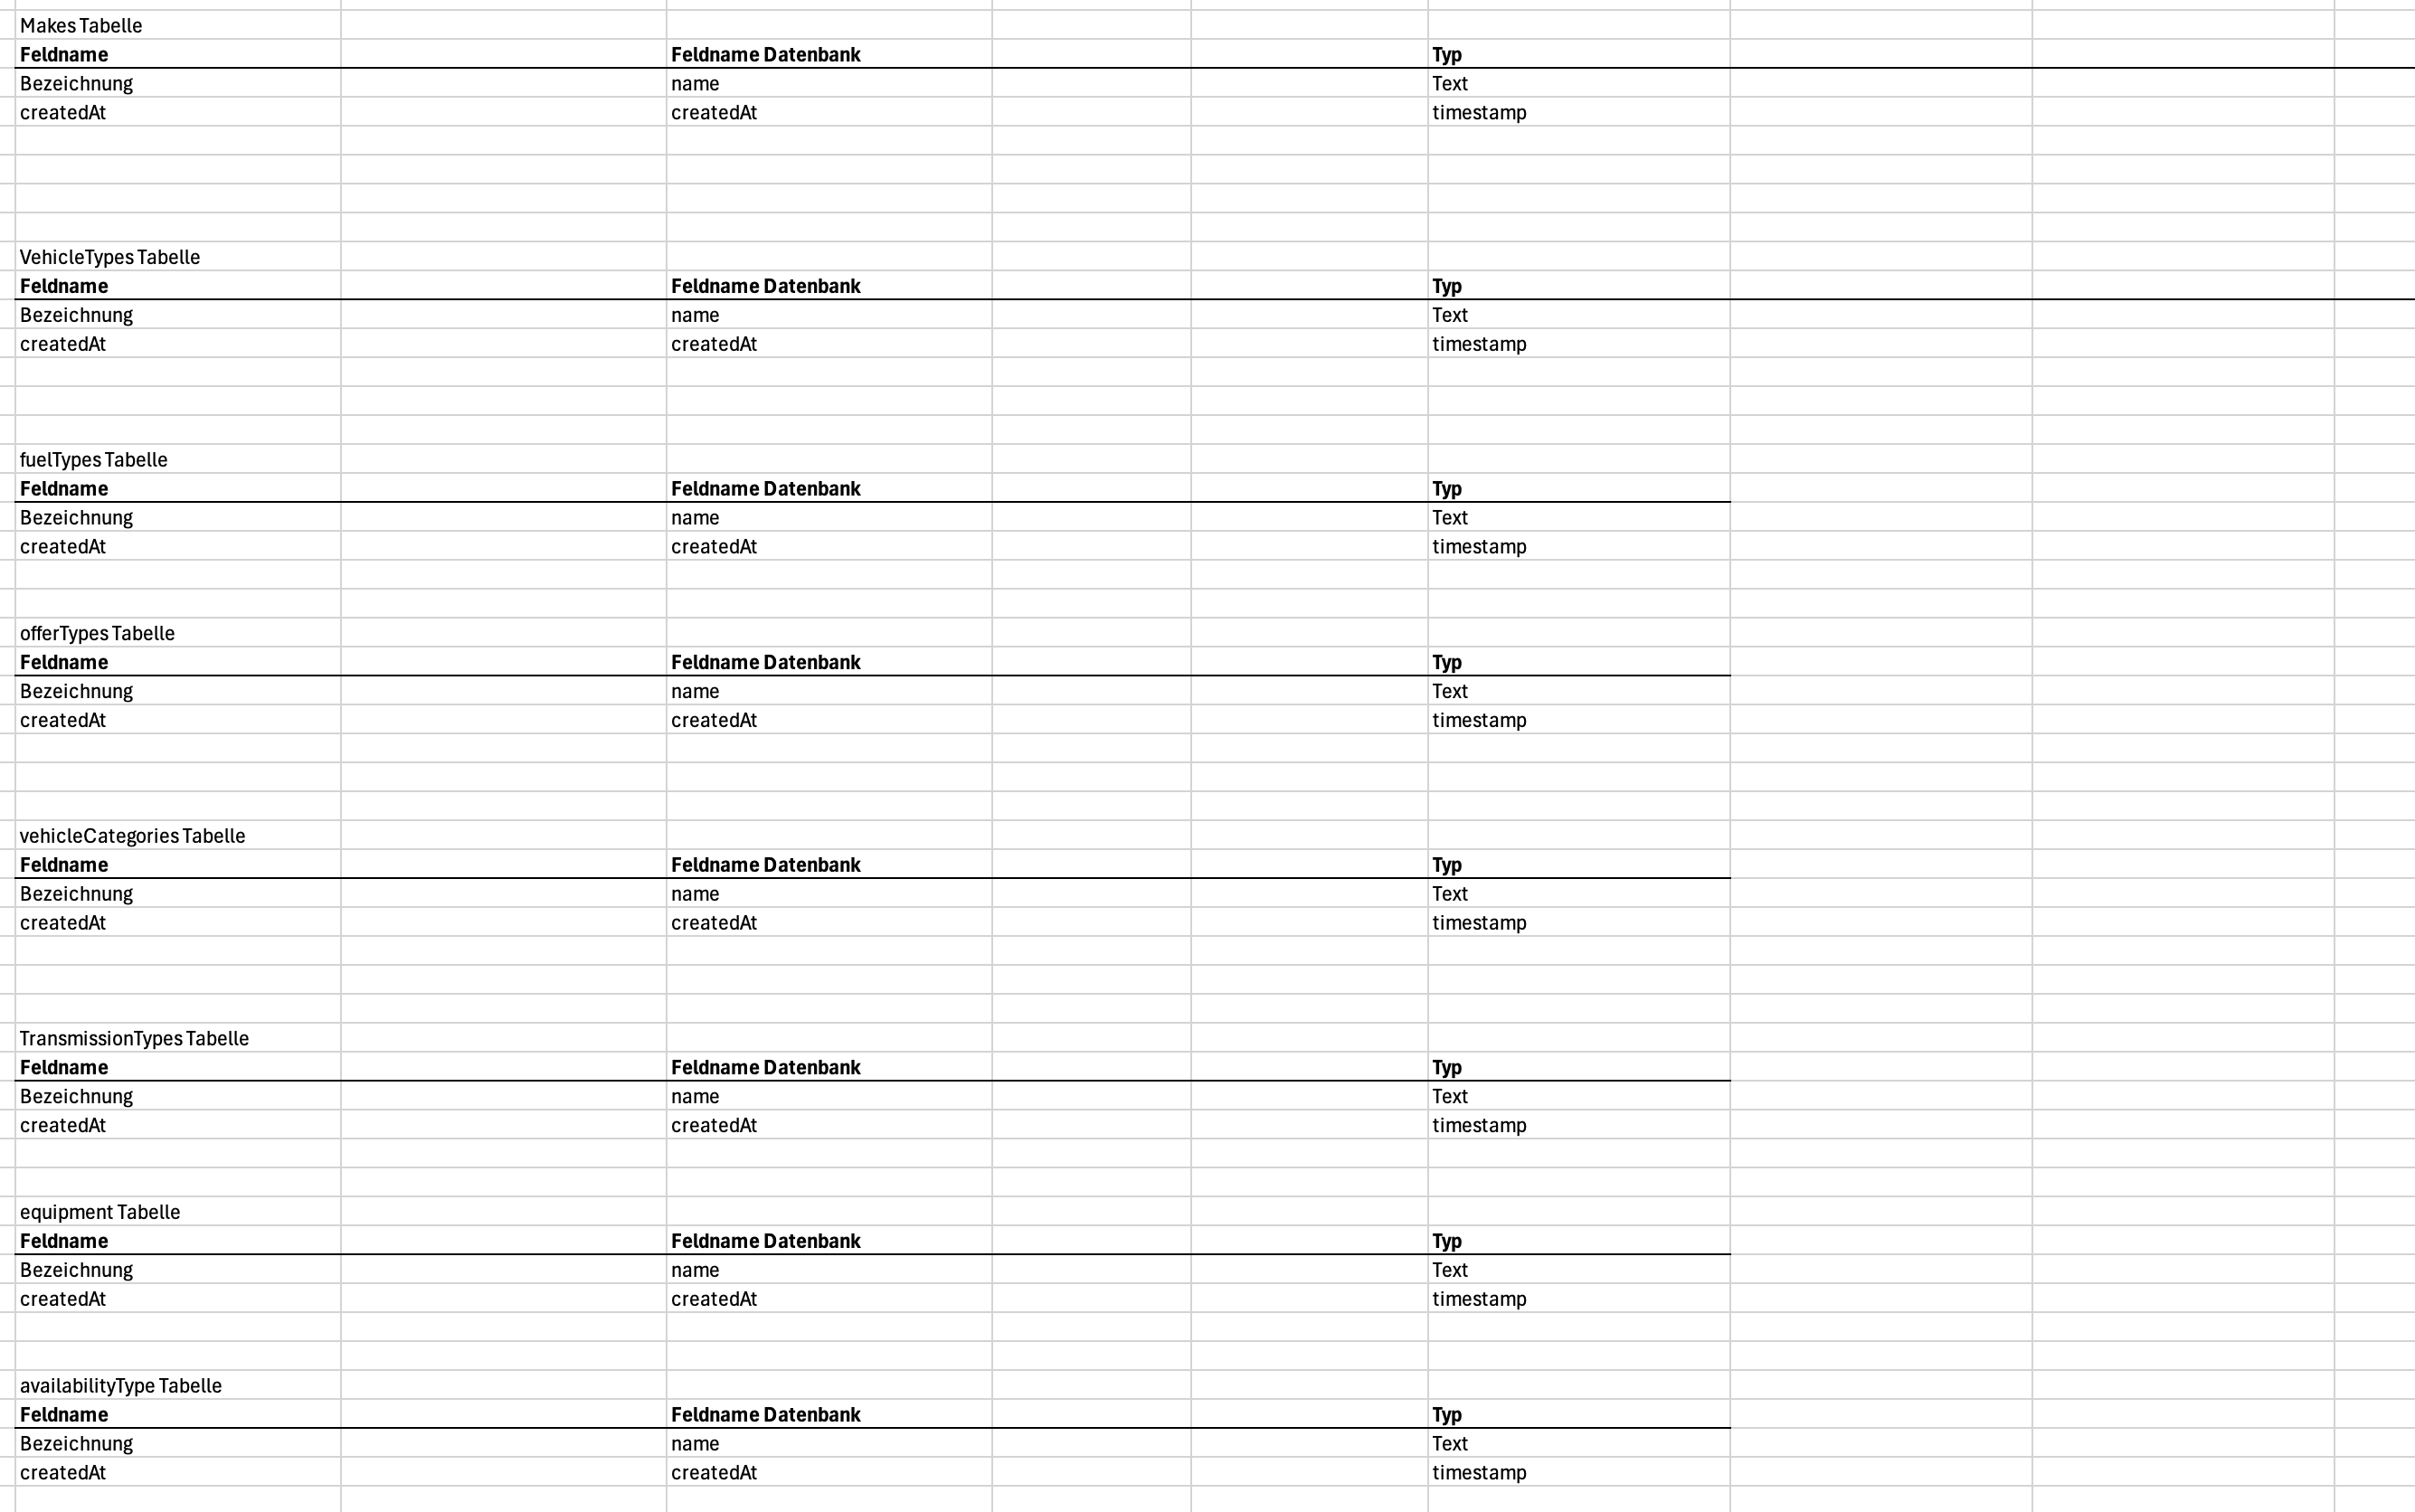 Makes Tabelle
Feldname Feldname Datenbank Typ
Bezeichnung name Text
createdAt createdAt timestamp
VehicleTypes Tabelle
Feldname Feldname Datenbank Typ
Bezeichnung name Text
createdAt createdAt timestamp
fuelTypes Tabelle
Feldname Feldname Datenbank Typ
Bezeichnung name Text
createdAt createdAt timestamp
offerTypes Tabelle
Feldname Feldname Datenbank Typ
Bezeichnung name Text
createdAt createdAt timestamp
vehicleCategories Tabelle
Feldname Feldname Datenbank Typ
Bezeichnung name Text
createdAt createdAt timestamp
TransmissionTypes Tabelle
Feldname Feldname Datenbank Typ
Bezeichnung name Text
createdAt createdAt timestamp
equipment Tabelle
Feldname Feldname Datenbank Typ
Bezeichnung name Text
createdAt createdAt timestamp
availabilityType Tabelle
Feldname Feldname Datenbank Typ
Bezeichnung name Text
createdAt createdAt timestamp